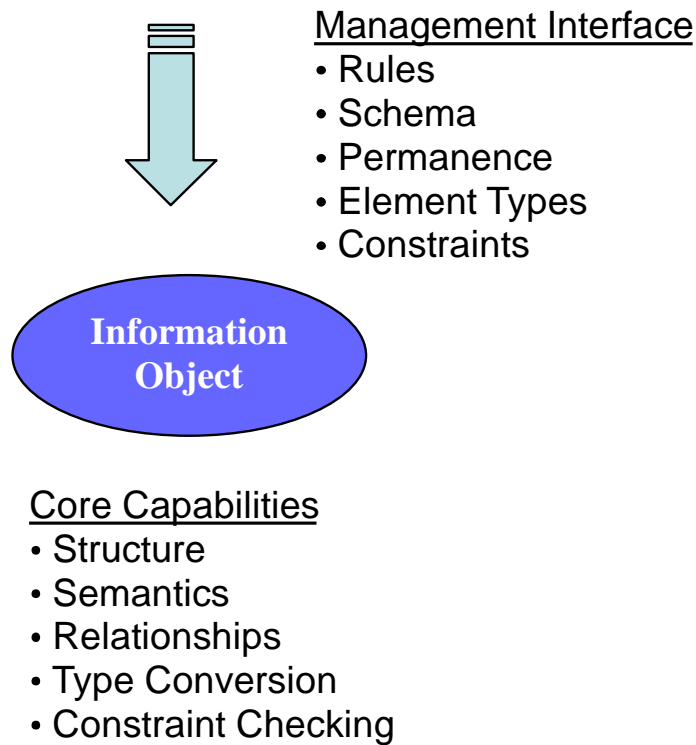 Management Interface
• Rules
• Schema
• Permanence
• Element Types
• Constraints
Information
Object
Core Capabilities
• Structure
• Semantics
• Relationships
• Type Conversion
• Constraint Checking